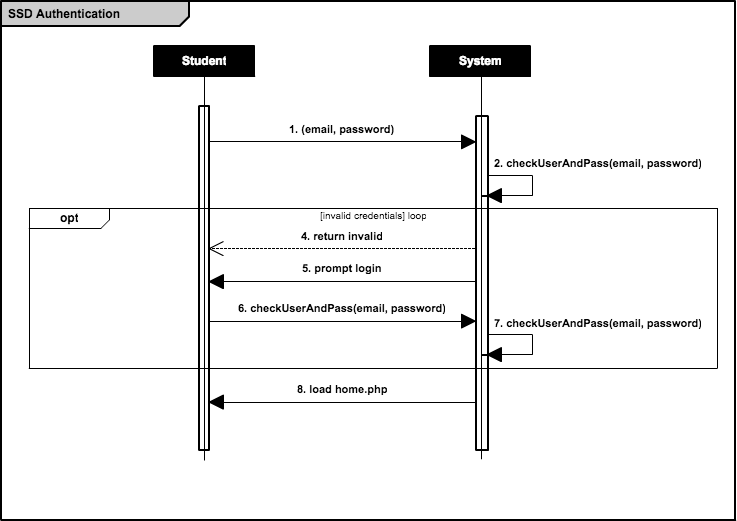 SSD Authentication
Student
System
1. (email, password)
2. checkUserAndPass(email, password)
opt
[invalid credentials] loop
4. return invalid
5. prompt login
6. checkUserAndPass(email, password)
7. checkUserAndPass(email, password)
8. load home.php